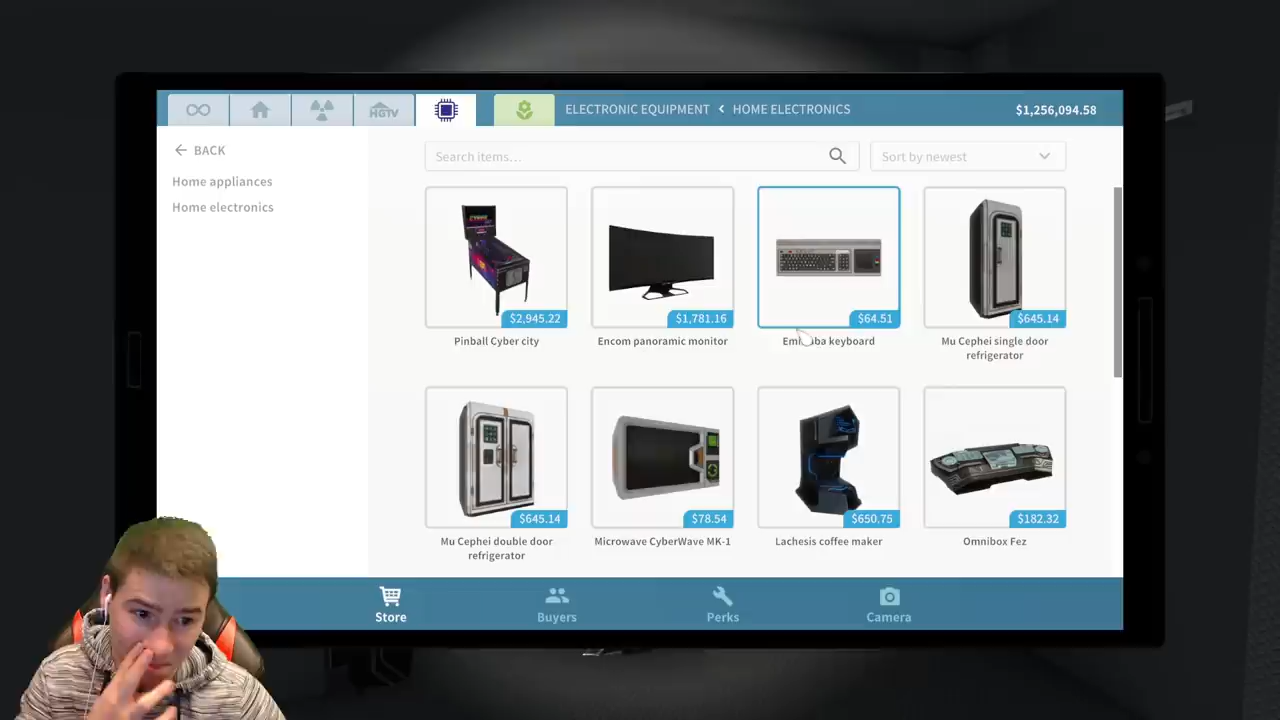 HGTV
ELECTRONIC EQUIPMENT < HOME ELECTRONICS
$1,256,094.58
← BACK
Home appliances
Home electronics
Search items...
Sort by newest
$2,945.22
$1,781.16
$64.51
$645.14
Pinball Cyber city
Encom panoramic monitor
keyboard
Mu Cephei single door
refrigerator
$645.14
$78.54
$650.75
$182.32
Mu Cephei double door
refrigerator
Microwave CyberWave MK-1
Lachesis coffee maker
Omnibox Fez
Store
Buyers
Perks
Camera